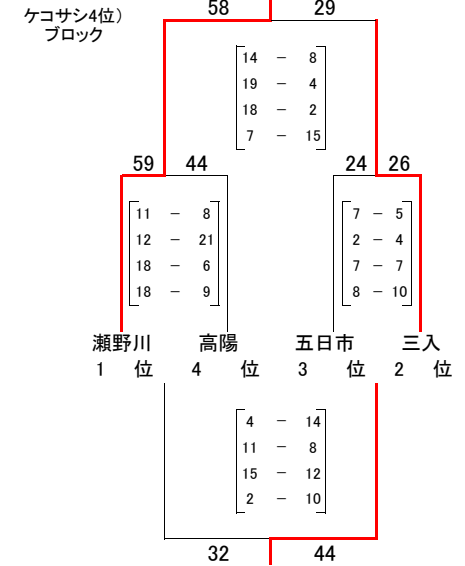 ケコサシ4位）
ブロック
58 29
14 － 8
19 － 4
18 － 2
7 － 15
59 44
24 26
11 － 8
12 － 21
18 － 6
18 － 9
7 － 5
2 － 4
7 － 7
8 － 10
瀬野川 高陽 五日市 三入
1 位 4 位 3 位 2 位
4 － 14
11 － 8
15 － 12
2 － 10
32 44